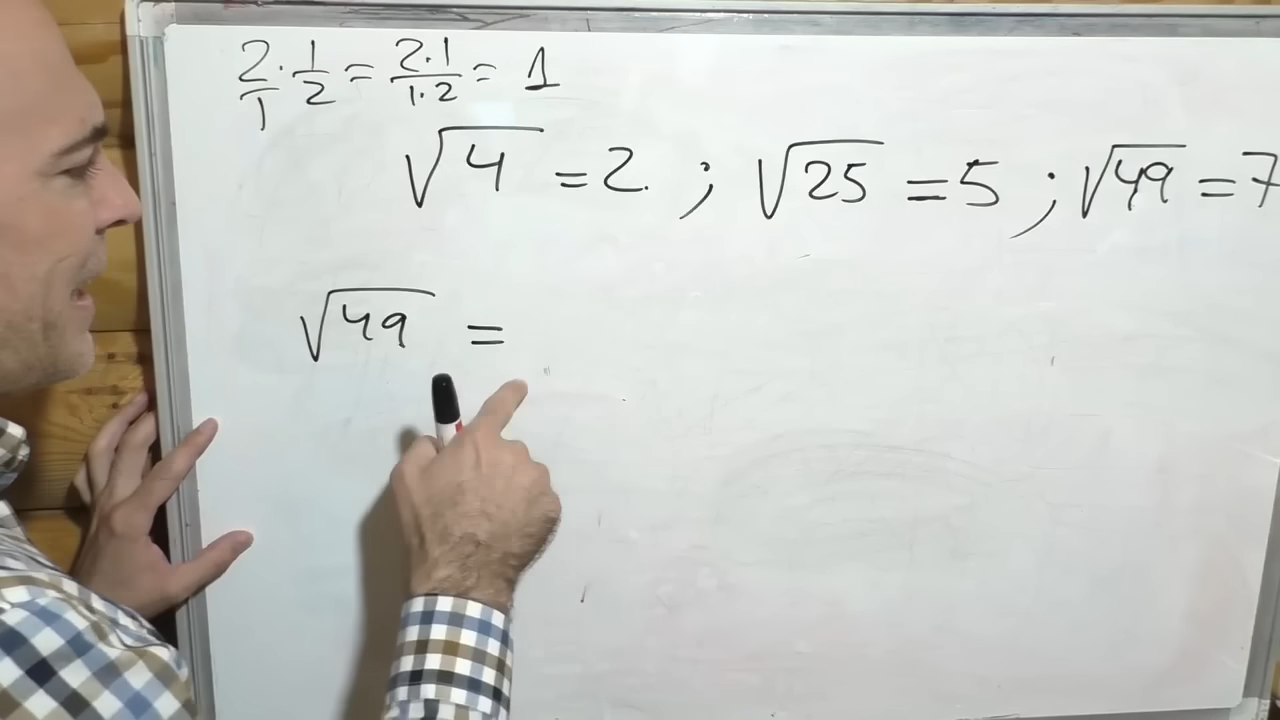 2/1 · 1/2 = 2·1/1·2 = 1
√4 = 2. ; √25 = 5 ; √49 = 7
√49 =